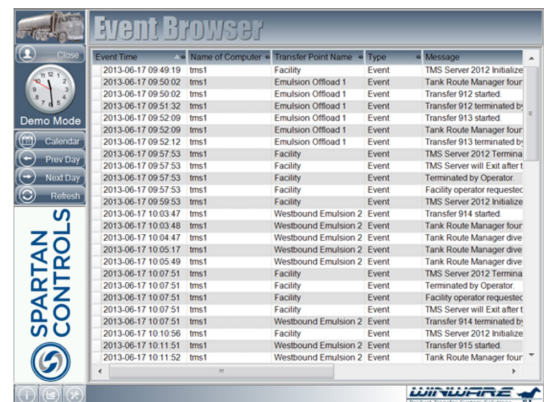 Event Browser
Close
Demo Mode
Calendar
Prev Day
Next Day
Refresh
SPARTAN
CONTROLS
Event Time Name of Computer Transfer Point Name Type Message
2013-06-17 09:49:19 tms1 Facility Event TMS Server 2012 Initialize
2013-06-17 09:50:02 tms1 Emulsion Offload 1 Event Tank Route Manager four
2013-06-17 09:50:02 tms1 Emulsion Offload 1 Event Transfer 912 started.
2013-06-17 09:51:32 tms1 Emulsion Offload 1 Event Transfer 912 terminated by
2013-06-17 09:52:09 tms1 Emulsion Offload 1 Event Transfer 913 started.
2013-06-17 09:52:09 tms1 Emulsion Offload 1 Event Tank Route Manager four
2013-06-17 09:52:12 tms1 Emulsion Offload 1 Event Transfer 913 terminated by
2013-06-17 09:57:53 tms1 Facility Event TMS Server 2012 Termina
2013-06-17 09:57:53 tms1 Facility Event TMS Server will Exit after t
2013-06-17 09:57:53 tms1 Facility Event Terminated by Operator.
2013-06-17 09:57:53 tms1 Facility Event Facility operator requested
2013-06-17 09:59:53 tms1 Facility Event TMS Server 2012 Initialize
2013-06-17 10:03:47 tms1 Westbound Emulsion 2 Event Transfer 914 started.
2013-06-17 10:03:48 tms1 Westbound Emulsion 2 Event Tank Route Manager four
2013-06-17 10:04:47 tms1 Westbound Emulsion 2 Event Tank Route Manager dive
2013-06-17 10:05:17 tms1 Westbound Emulsion 2 Event Tank Route Manager dive
2013-06-17 10:05:49 tms1 Westbound Emulsion 2 Event Tank Route Manager dive
2013-06-17 10:07:51 tms1 Facility Event TMS Server 2012 Termina
2013-06-17 10:07:51 tms1 Facility Event Terminated by Operator.
2013-06-17 10:07:51 tms1 Facility Event Facility operator requested
2013-06-17 10:07:51 tms1 Facility Event TMS Server will Exit after t
2013-06-17 10:07:51 tms1 Westbound Emulsion 2 Event Transfer 914 terminated by
2013-06-17 10:10:56 tms1 Facility Event TMS Server 2012 Initialize
2013-06-17 10:11:51 tms1 Westbound Emulsion 2 Event Transfer 915 started.
2013-06-17 10:11:52 tms1 Westbound Emulsion 2 Event Tank Route Manager four
WINWARE